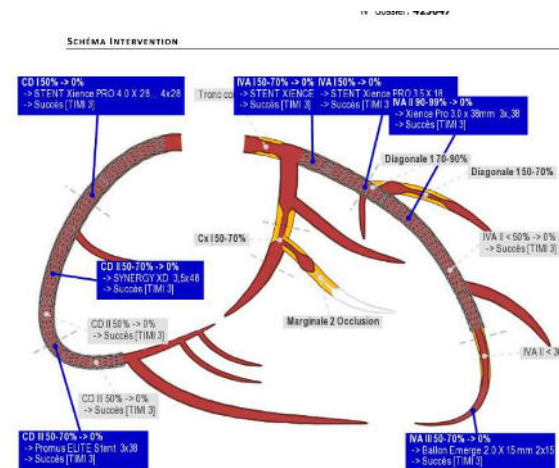 N° Dossier: 423847
SCHÉMA INTERVENTION
CD I 50% -> 0%
-> STENT Xience PRO 4.0 X 28... 4x28
-> Succès [TIMI 3]
Tronc
IVA I 50-70% -> 0%
-> STENT XIENCE
-> Succès [TIMI 3]
IVA I 50% -> 0%
-> STENT Xience PRO 3.5 X 18
-> Succès [TIMI 3]
IVA II 90-99% -> 0%
-> Xience Pro 3.0 x 38mm 3x,38
-> Succès [TIMI 3]
Diagonale 1 70-90%
Diagonale 1 50-70%
Cx I 50-70%
IVA II < 50% -> 0%
-> Succès [TIMI 3]
CD II 50-70% -> 0%
-> SYNERGY XD 3,5x48
-> Succès [TIMI 3]
Marginale 2 Occlusion
CD II 50% -> 0%
-> Succès [TIMI 3]
IVA II < 30
CD III 50% -> 0%
-> Succès [TIMI 3]
CD III 50-70% -> 0%
-> Promus ELITE Stent 3x38
-> Succès [TIMI 3]
IVA III 50-70% -> 0%
-> Ballon Emerge 2.0 X 15 mm 2x15
-> Succès [TIMI 3]